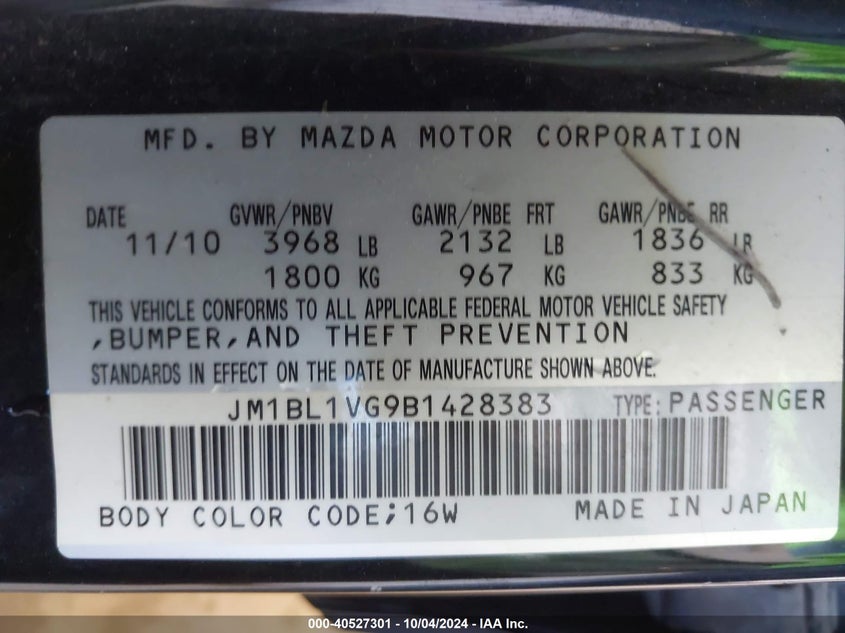 MFD. BY MAZDA MOTOR CORPORATION
DATE GVWR/PNBV GAWR/PNBE FRT GAWR/PNBE RR
11/10 3968 LB 2132 LB 1836 LB
1800 KG 967 KG 833 KG
THIS VEHICLE CONFORMS TO ALL APPLICABLE FEDERAL MOTOR VEHICLE SAFETY
,BUMPER,AND THEFT PREVENTION
STANDARDS IN EFFECT ON THE DATE OF MANUFACTURE SHOWN ABOVE.
JM1BL1VG9B1428383 TYPE: PASSENGER
BODY COLOR CODE;16W MADE IN JAPAN
000-40527301 - 10/04/2024 - IAA Inc.